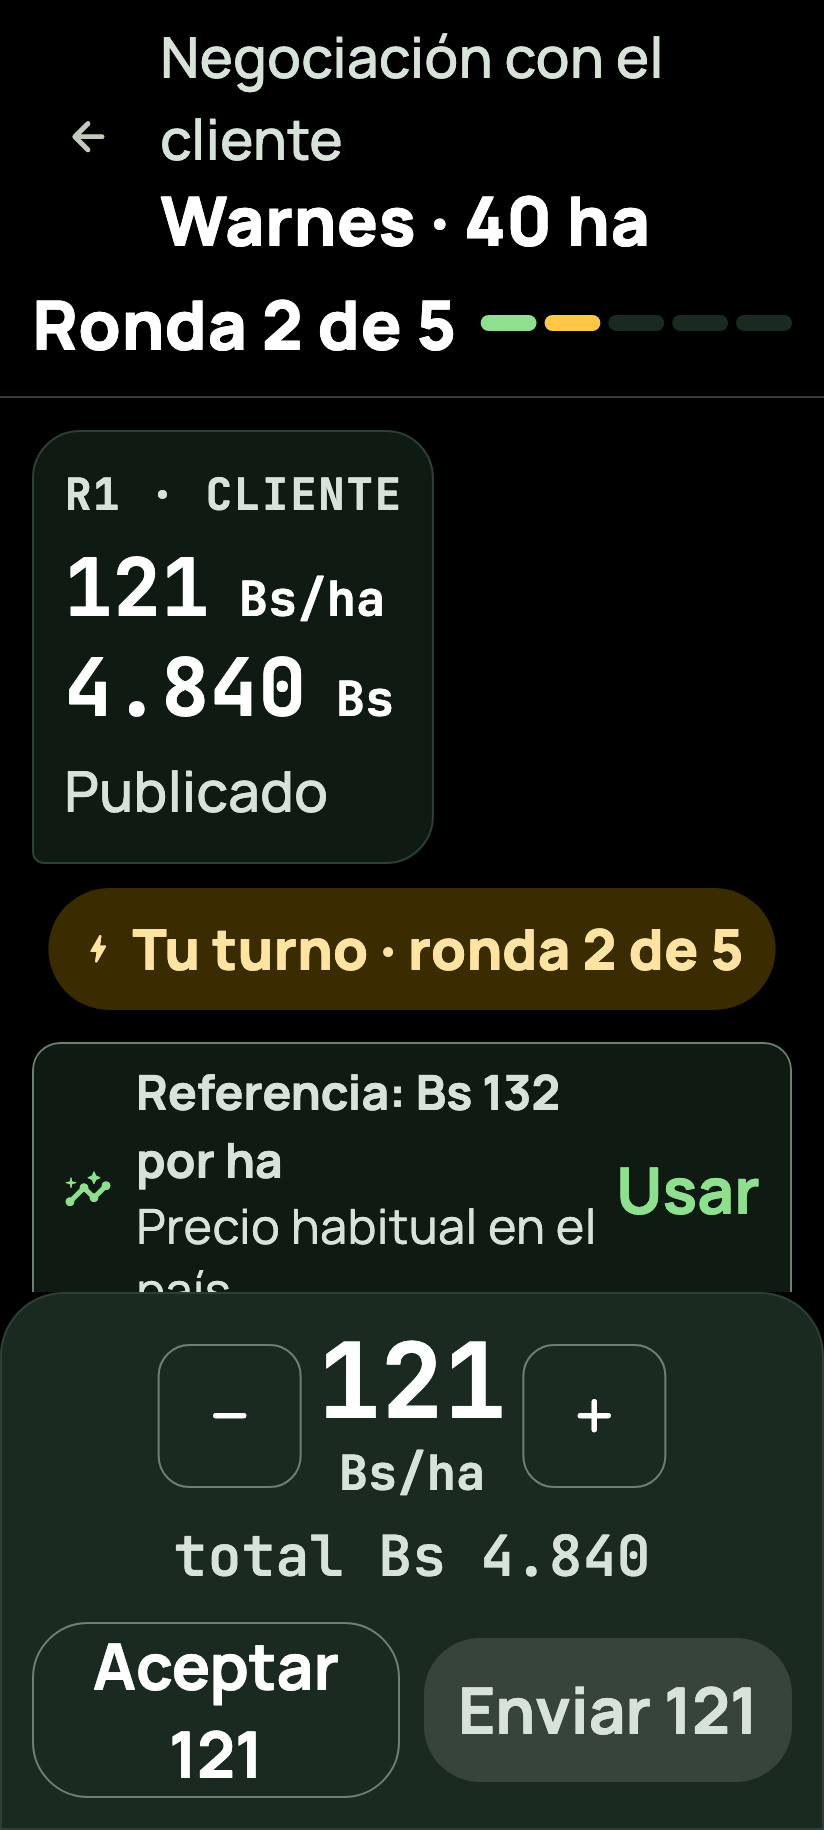 Negociación con el
cliente
Warnes · 40 ha
Ronda 2 de 5
R1 · CLIENTE
121 Bs/ha
4.840 Bs
Publicado
Tu turno · ronda 2 de 5
Referencia: Bs 132
por ha
Usar
Precio habitual en el
país
−
121
+
Bs/ha
total Bs 4.840
Aceptar
121
Enviar 121